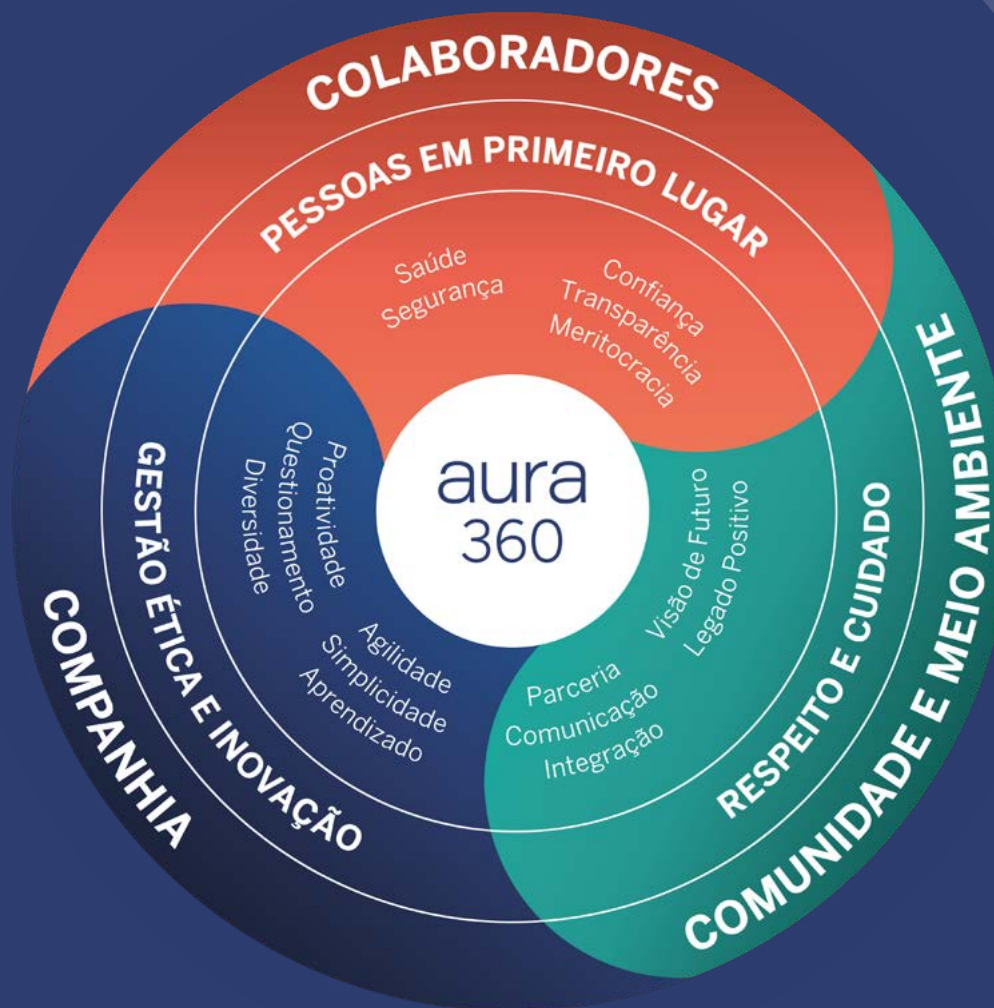 COLABORADORES
PESSOAS EM PRIMEIRO LUGAR
Saúde
Segurança
Confiança
Transparência
Meritocracia
COMUNIDADE E MEIO AMBIENTE
RESPEITO E CUIDADO
Visão de Futuro
Legado Positivo
Parceria
Comunicação
Integração
COMPANHIA
GESTÃO ÉTICA E INOVAÇÃO
Proatividade
Questionamento
Diversidade
Agilidade
Simplicidade
Aprendizado
aura
360